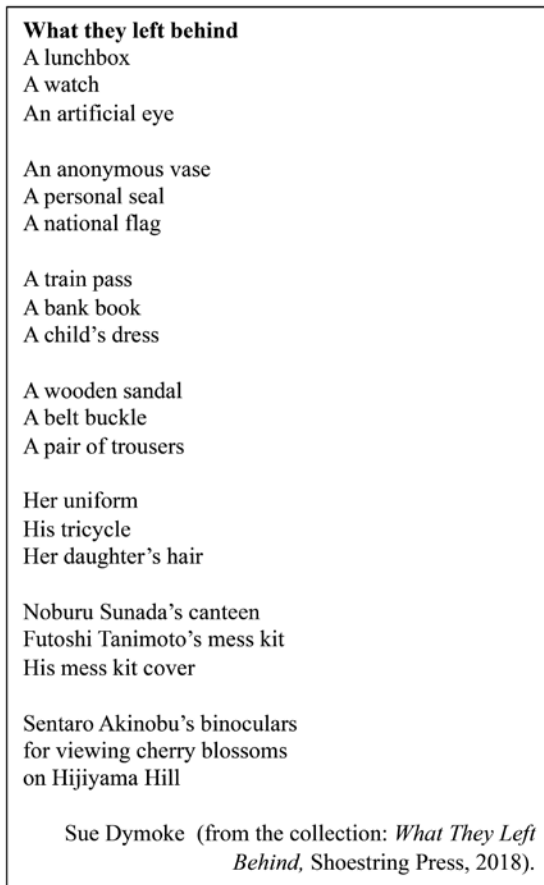 What they left behind
A lunchbox
A watch
An artificial eye
An anonymous vase
A personal seal
A national flag
A train pass
A bank book
A child’s dress
A wooden sandal
A belt buckle
A pair of trousers
Her uniform
His tricycle
Her daughter’s hair
Noburu Sunada’s canteen
Futoshi Tanimoto’s mess kit
His mess kit cover
Sentaro Akinobu’s binoculars
for viewing cherry blossoms
on Hijiyama Hill
Sue Dymoke (from the collection: What They Left
Behind, Shoestring Press, 2018).